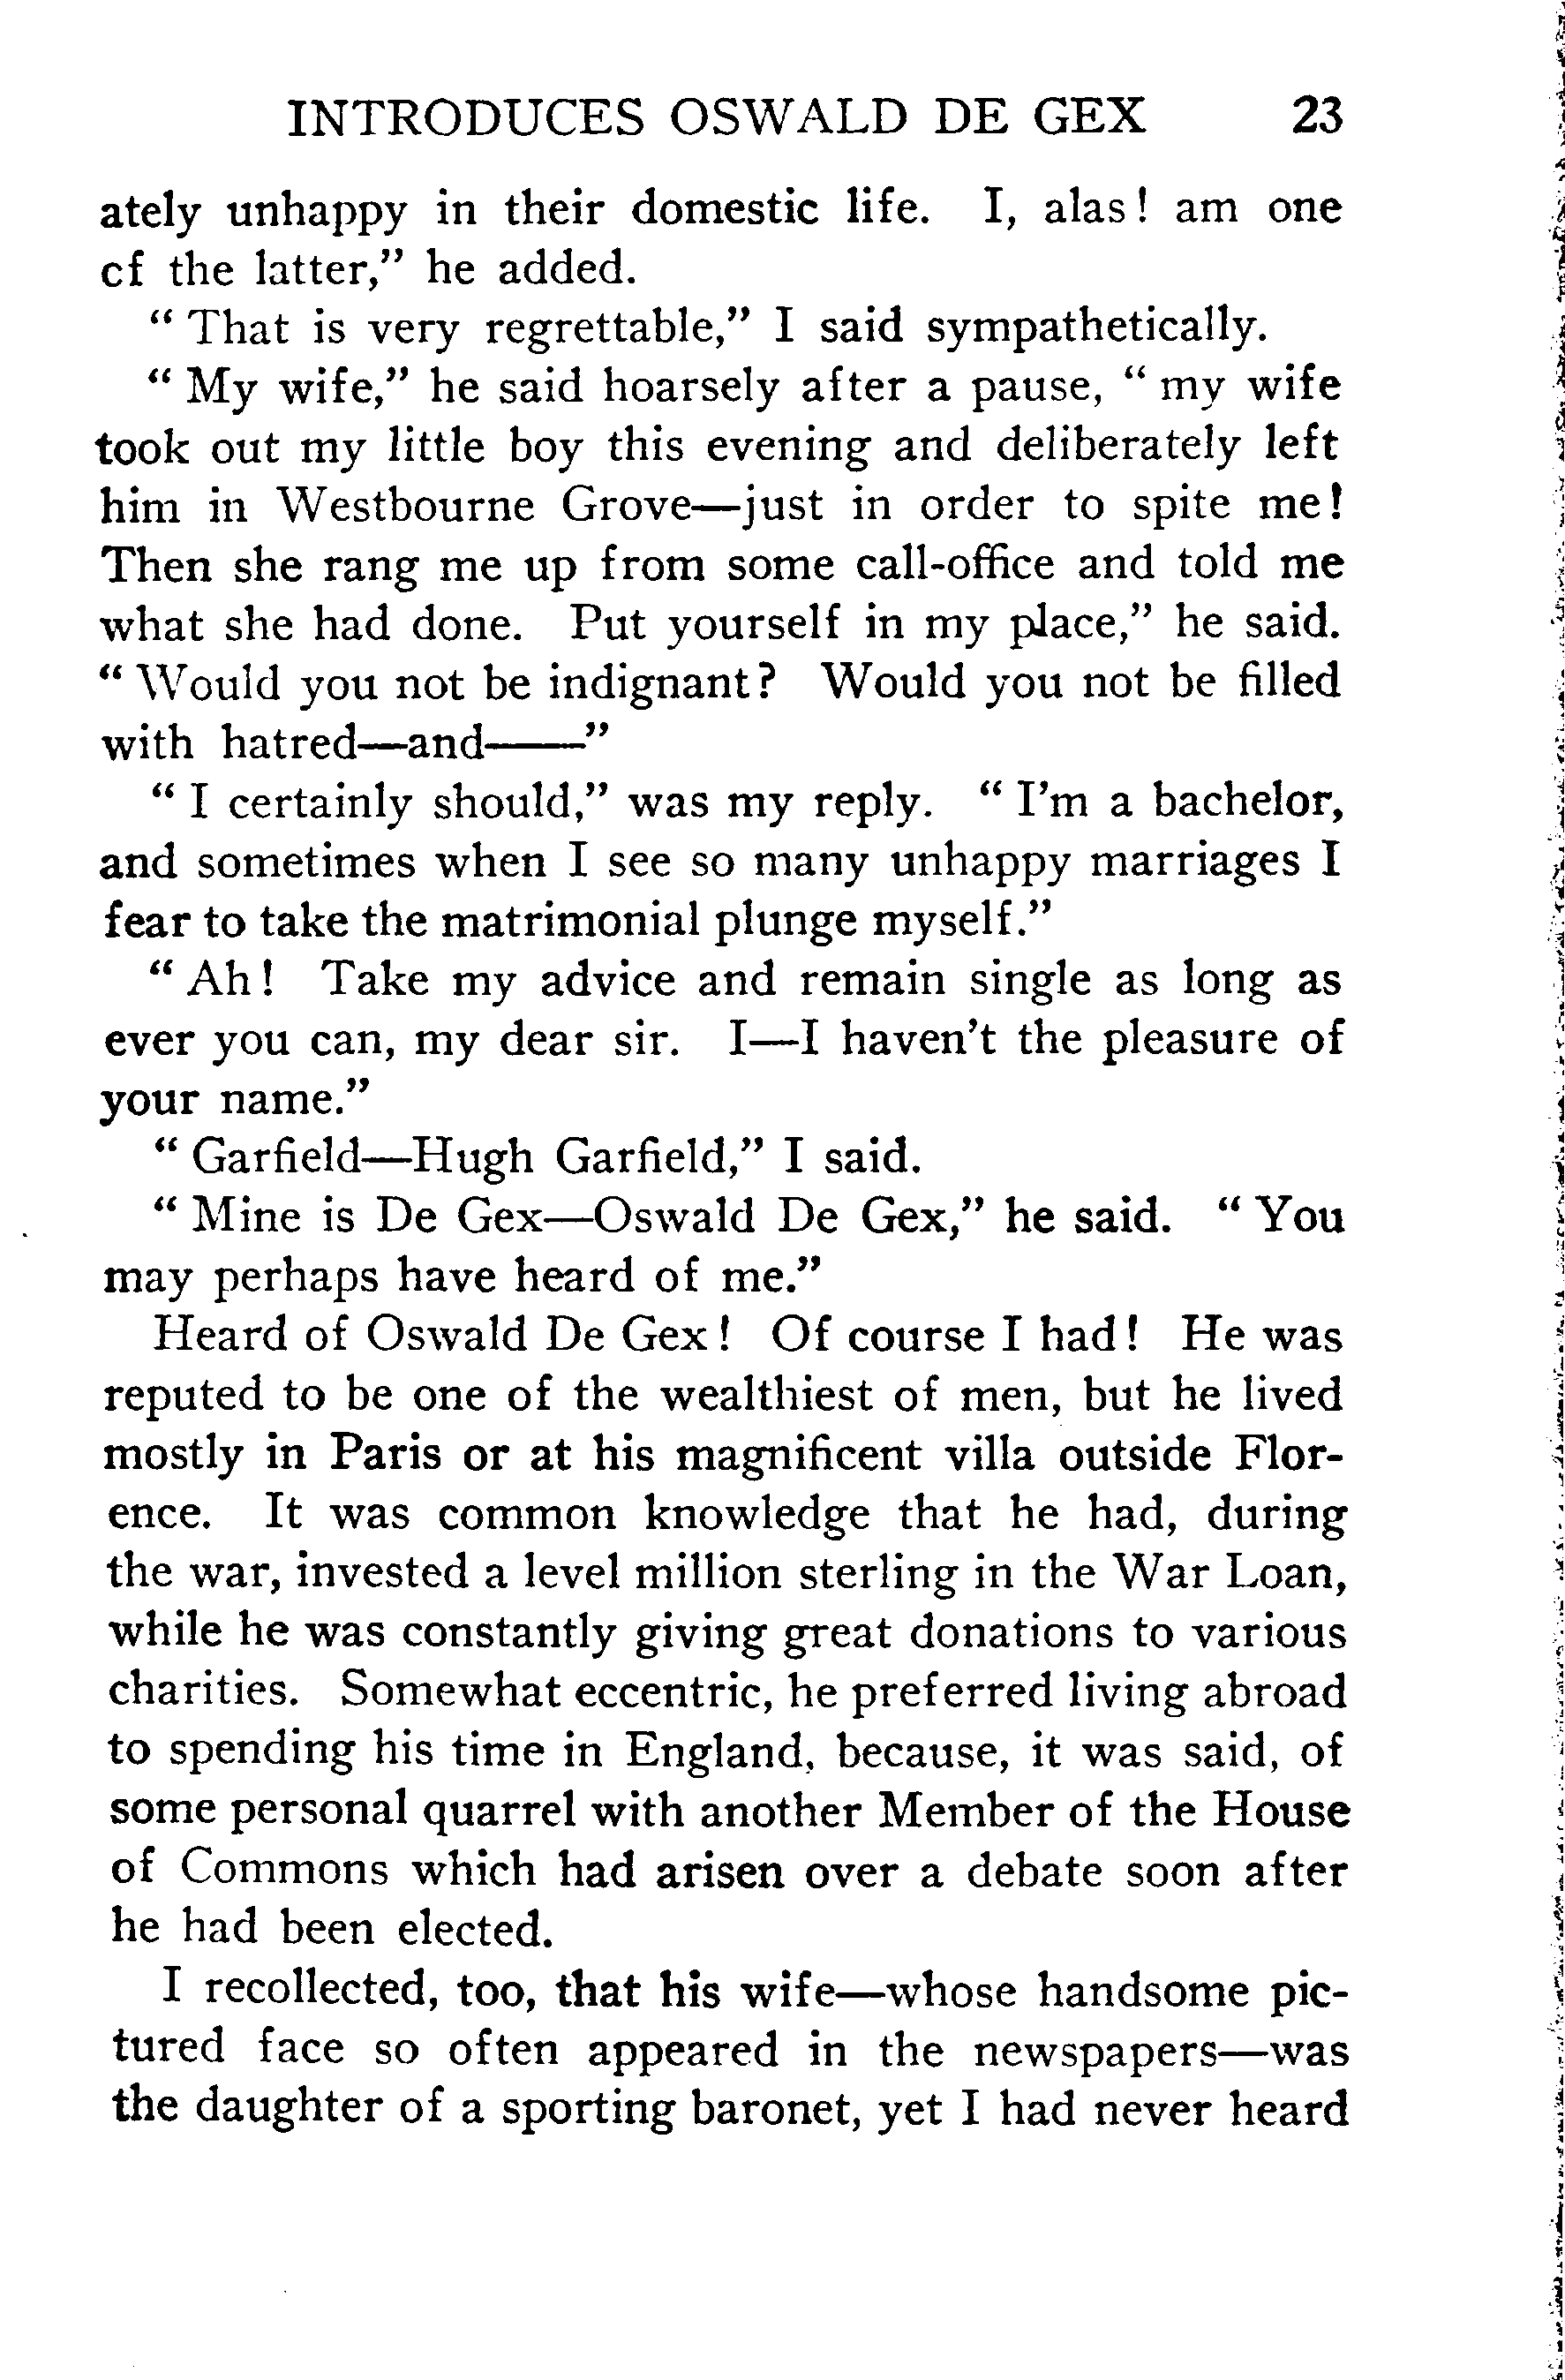 INTRODUCES OSWALD DE GEX 23
ately unhappy in their domestic life. I, alas! am one
cf the latter,” he added.
“ That is very regrettable,” I said sympathetically.
“ My wife,” he said hoarsely after a pause, “ my wife
took out my little boy this evening and deliberately left
him in Westbourne Grove—just in order to spite me!
Then she rang me up from some call-office and told me
what she had done. Put yourself in my place,” he said.
“ Would you not be indignant? Would you not be filled
with hatred—and——”
“ I certainly should,” was my reply. “ I’m a bachelor,
and sometimes when I see so many unhappy marriages I
fear to take the matrimonial plunge myself.”
“ Ah! Take my advice and remain single as long as
ever you can, my dear sir. I—I haven’t the pleasure of
your name.”
“ Garfield—Hugh Garfield,” I said.
“ Mine is De Gex—Oswald De Gex,” he said. “ You
may perhaps have heard of me.”
Heard of Oswald De Gex! Of course I had! He was
reputed to be one of the wealthiest of men, but he lived
mostly in Paris or at his magnificent villa outside Flor-
ence. It was common knowledge that he had, during
the war, invested a level million sterling in the War Loan,
while he was constantly giving great donations to various
charities. Somewhat eccentric, he preferred living abroad
to spending his time in England, because, it was said, of
some personal quarrel with another Member of the House
of Commons which had arisen over a debate soon after
he had been elected.
I recollected, too, that his wife—whose handsome pic-
tured face so often appeared in the newspapers—was
the daughter of a sporting baronet, yet I had never heard